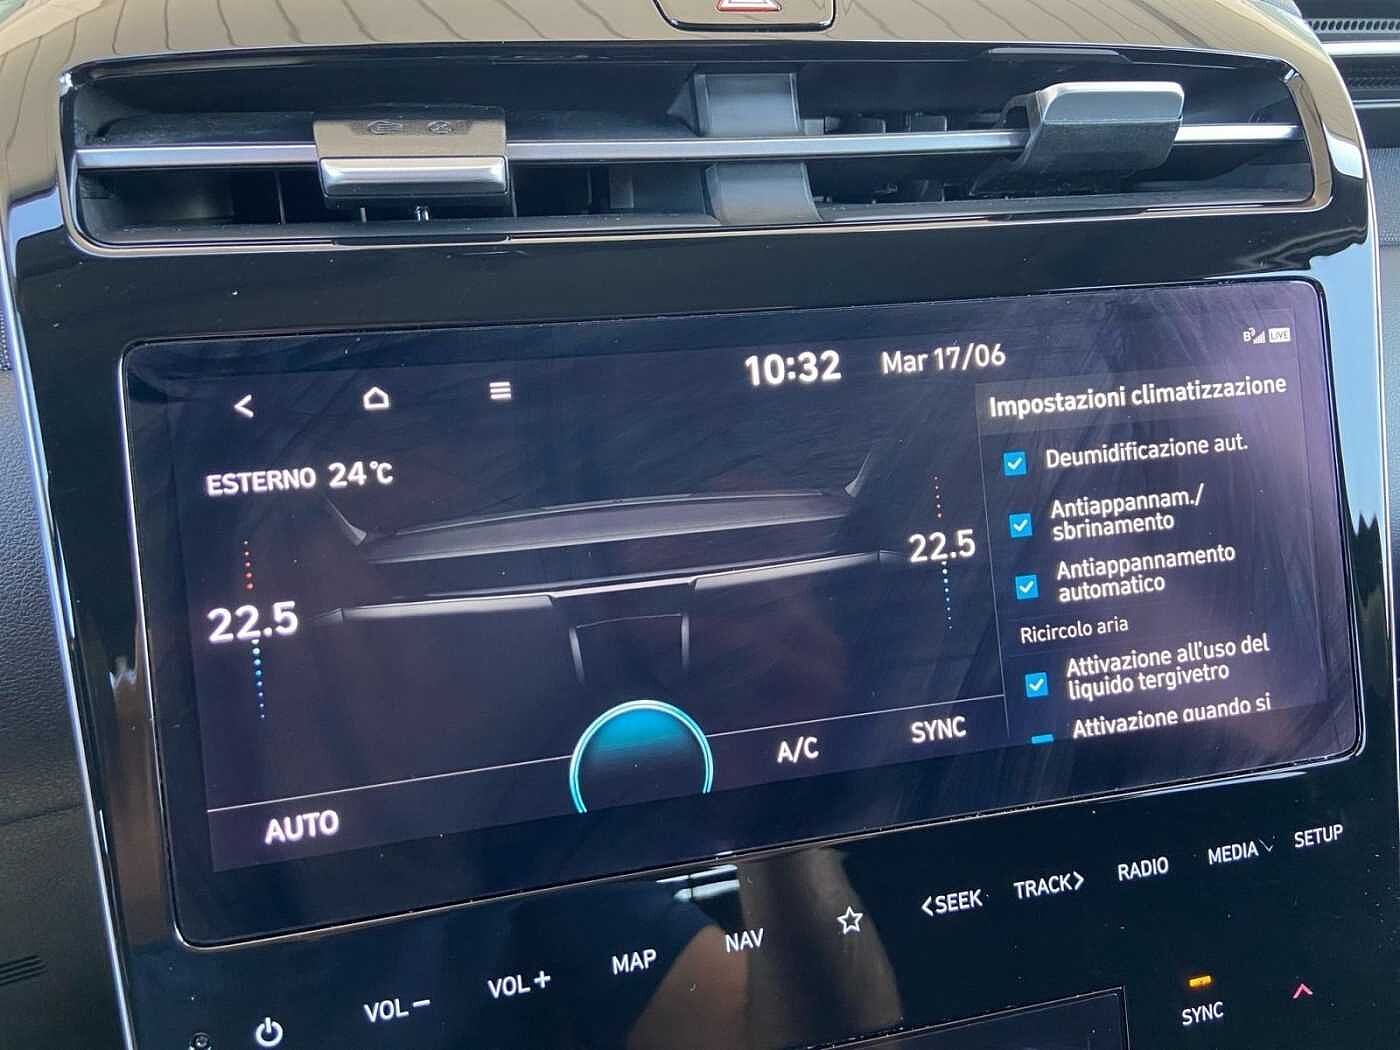 10:32 Mar 17/06
B LIVE
ESTERNO 24°C
22.5
22.5
Impostazioni climatizzazione
Deumidificazione aut.
Antiappannam./
sbrinamento
Antiappannamento
automatico
Ricircolo aria
Attivazione all'uso del
liquido tergivetro
Attivazione quando si
AUTO
A/C
SYNC
VOL −
VOL +
MAP
NAV
<SEEK
TRACK>
RADIO
MEDIA
SETUP
SYNC